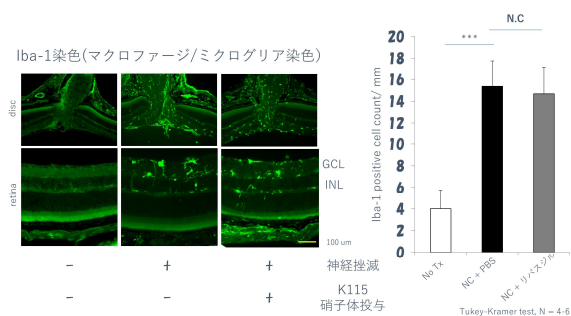 Iba-1染色(マクロファージ/ミクログリア染色)
disc
retina
GCL
INL
100 um
− + + 神経挫滅
− − + K115
硝子体投与
N.C
***
Iba-1 positive cell count/ mm
20
18
16
14
12
10
8
6
4
2
0
No Tx
NC + PBS
NC + リパスジル
Tukey-Kramer test, N = 4-6